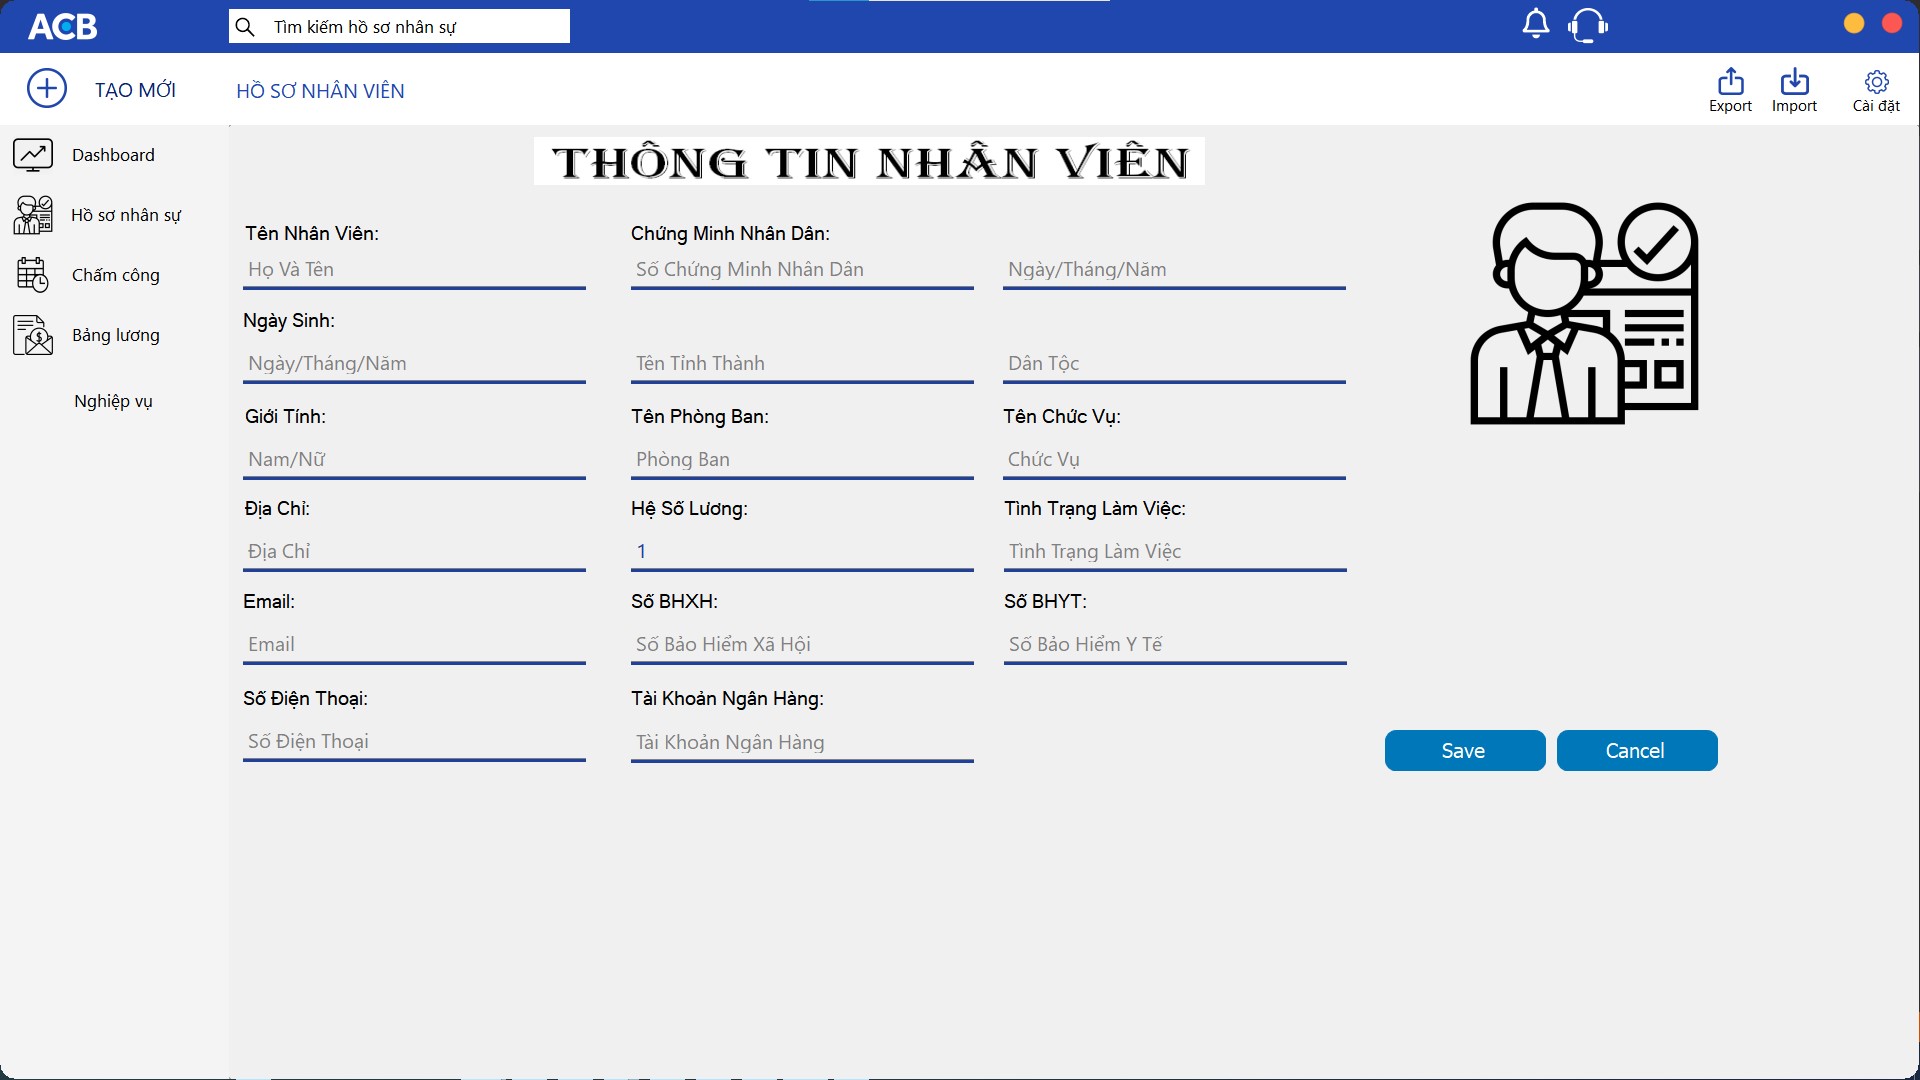 ACB
Tìm kiếm hồ sơ nhân sự
TẠO MỚI
HỒ SƠ NHÂN VIÊN
Export
Import
Cài đặt
Dashboard
Hồ sơ nhân sự
Chấm công
Bảng lương
Nghiệp vụ
THÔNG TIN NHÂN VIÊN
Tên Nhân Viên:
Chứng Minh Nhân Dân:
Họ Và Tên
Số Chứng Minh Nhân Dân
Ngày/Tháng/Năm
Ngày Sinh:
Ngày/Tháng/Năm
Tên Tỉnh Thành
Dân Tộc
Giới Tính:
Tên Phòng Ban:
Tên Chức Vụ:
Nam/Nữ
Phòng Ban
Chức Vụ
Địa Chỉ:
Hệ Số Lương:
Tình Trạng Làm Việc:
Địa Chỉ
1
Tình Trạng Làm Việc
Email:
Số BHXH:
Số BHYT:
Email
Số Bảo Hiểm Xã Hội
Số Bảo Hiểm Y Tế
Số Điện Thoại:
Tài Khoản Ngân Hàng:
Số Điện Thoại
Tài Khoản Ngân Hàng
Save
Cancel